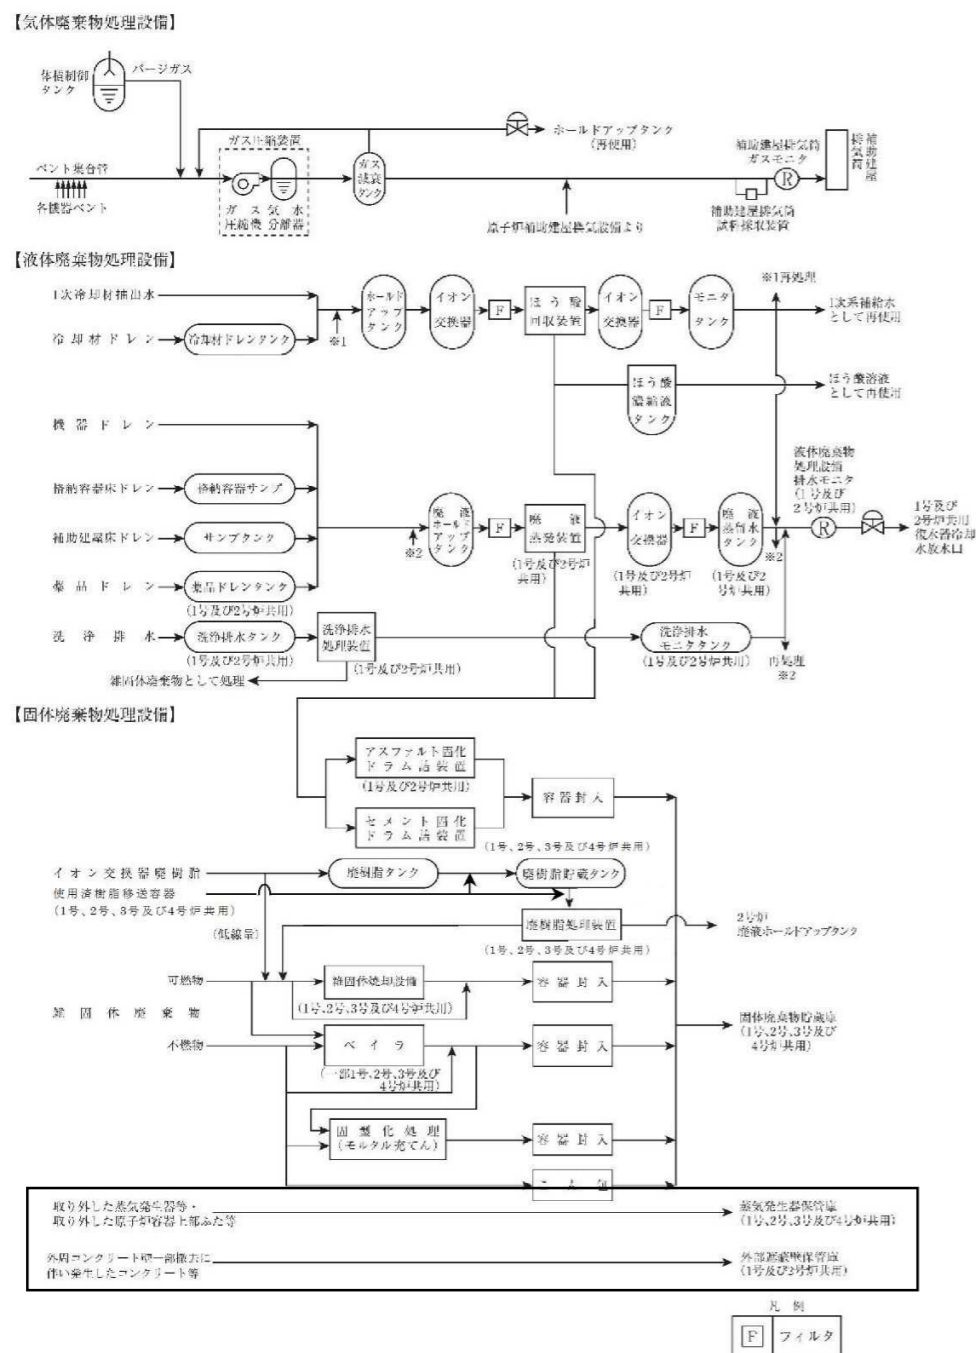 【気体廃棄物処理設備】
体積制御
タンク
パージガス
ベント集合管
各機器ベント
ガス圧縮装置
ガス
圧縮機
気水
分離器
ガス
減衰
タンク
ホールドアップタンク
(再使用)
原子炉補助建屋換気設備より
補助建屋排気筒
ガスモニタ
R
補助建屋排気筒
試料採取装置
補助建屋
排気筒
【液体廃棄物処理設備】
1次冷却材抽出水
冷却材ドレン
冷却材ドレンタンク
※1
ホールド
アップ
タンク
イオン
交換器
F
ほう酸
回収装置
イオン
交換器
F
モニタ
タンク
※1再処理
1次系補給水
として再使用
ほう酸
濃縮液
タンク
ほう酸溶液
として再使用
機器ドレン
格納容器床ドレン
格納容器サンプ
補助建屋床ドレン
サンプタンク
薬品ドレン
薬品ドレンタンク
(1号及び2号炉共用)
※2
廃液
ホールド
アップ
タンク
F
廃液
蒸発装置
(1号及び2号炉
共用)
イオン
交換器
(1号及び2号炉
共用)
F
廃液
蒸留水
タンク
(1号及び2
号炉共用)
※2
液体廃棄物
処理設備
排水モニタ
(1号及び
2号炉共用)
R
1号及び
2号炉共用
復水器冷却
水放水口
洗浄排水
洗浄排水タンク
(1号及び2号炉共用)
洗浄排水
処理装置
(1号及び2号炉共用)
洗浄排水
モニタタンク
(1号及び2号炉共用)
再処理
※2
雑固体廃棄物として処理
【固体廃棄物処理設備】
アスファルト固化
ドラム詰装置
(1号及び2号炉共用)
セメント固化
ドラム詰装置
容器封入
(1号、2号、3号及び4号炉共用)
イオン交換器廃樹脂
廃樹脂タンク
廃樹脂貯蔵タンク
使用済樹脂移送容器
(1号、2号、3号及び4号炉共用)
(低線量)
廃樹脂処理装置
(1号、2号、3号及び4号炉共用)
2号炉
廃液ホールドアップタンク
可燃物
雑固体焼却設備
(1号、2号、3号及び4号炉共用)
容器封入
雑固体廃棄物
不燃物
ベイラ
(一部1号、2号、3号及び
4号炉共用)
容器封入
固体廃棄物貯蔵庫
(1号、2号、3号及び
4号炉共用)
固型化処理
(モルタル充てん)
容器封入
取り外した蒸気発生器等・
取り外した原子炉容器上部ふた等
蒸気発生器保管庫
(1号、2号、3号及び4号炉共用)
外周コンクリート壁一部撤去に
伴い発生したコンクリート等
外部遮蔽壁保管庫
(1号及び2号炉共用)
凡例
F フィルタ